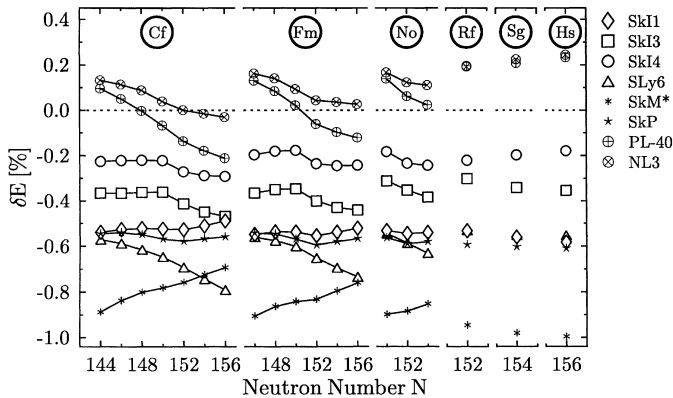 Cf Fm No Rf Sg Hs
0.4
0.2
0.0
-0.2
-0.4
-0.6
-0.8
-1.0
δE [%]
144 148 152 156 148 152 156 152 152 154 156
Neutron Number N
SkI1
SkI3
SkI4
SLy6
SkM*
SkP
PL-40
NL3